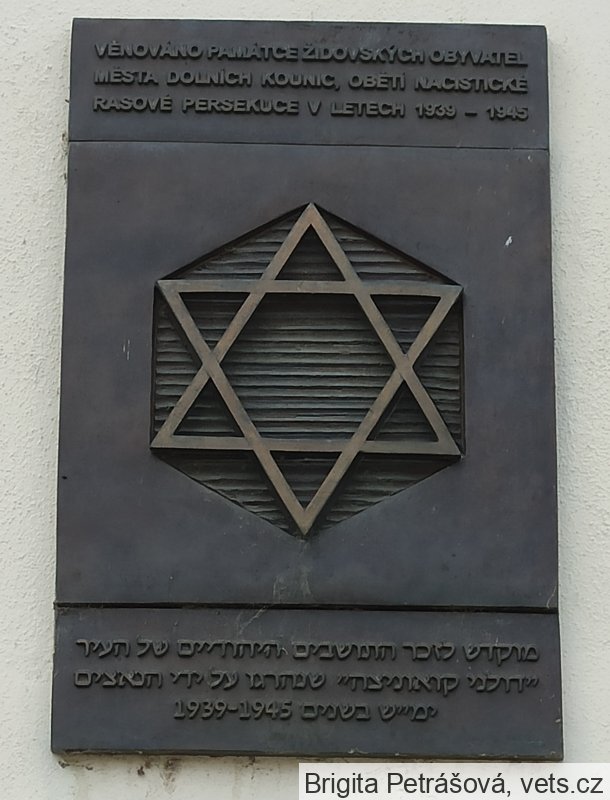 VĚNOVÁNO PAMÁTCE ŽIDOVSKÝCH OBYVATEL
MĚSTA DOLNÍCH KOUNIC, OBĚTÍ NACISTICKÉ
RASOVÉ PERSEKUCE V LETECH 1939 – 1945
מוקדש לזכר התושבים היהודיים של העיר
"דולני קואוניצה" שנהרגו על ידי הנאצים
ימ״ש בשנים 1939-1945
Brigita Petrášová, vets.cz